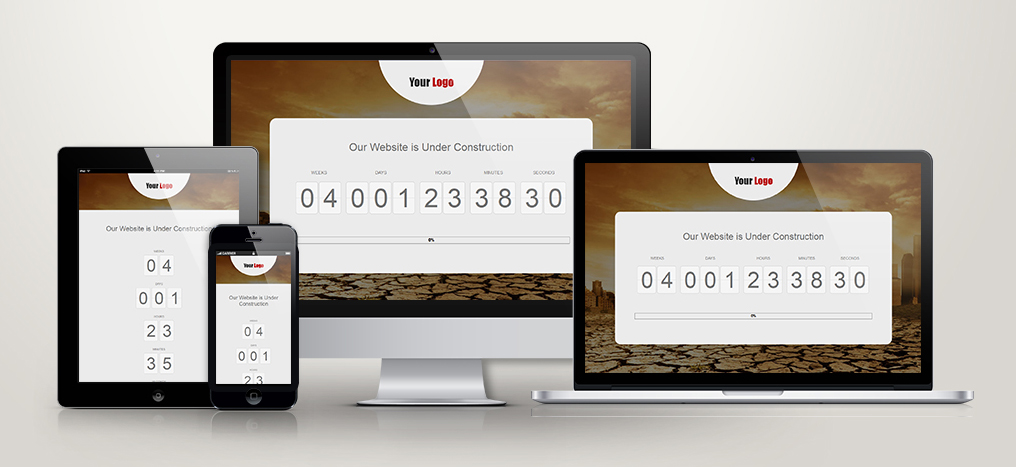 Your Logo
Our Website is Under Construction
WEEKS DAYS HOURS MINUTES SECONDS
04 001 23 38 30
0%
Your Logo
Our Website is Under Construction
WEEKS
04
DAYS
001
HOURS
23
MINUTES
35
Your Logo
Our Website is Under
Construction
WEEKS
04
DAYS
001
HOURS
23
Your Logo
Our Website is Under Construction
WEEKS DAYS HOURS MINUTES SECONDS
04 001 23 38 30
0%